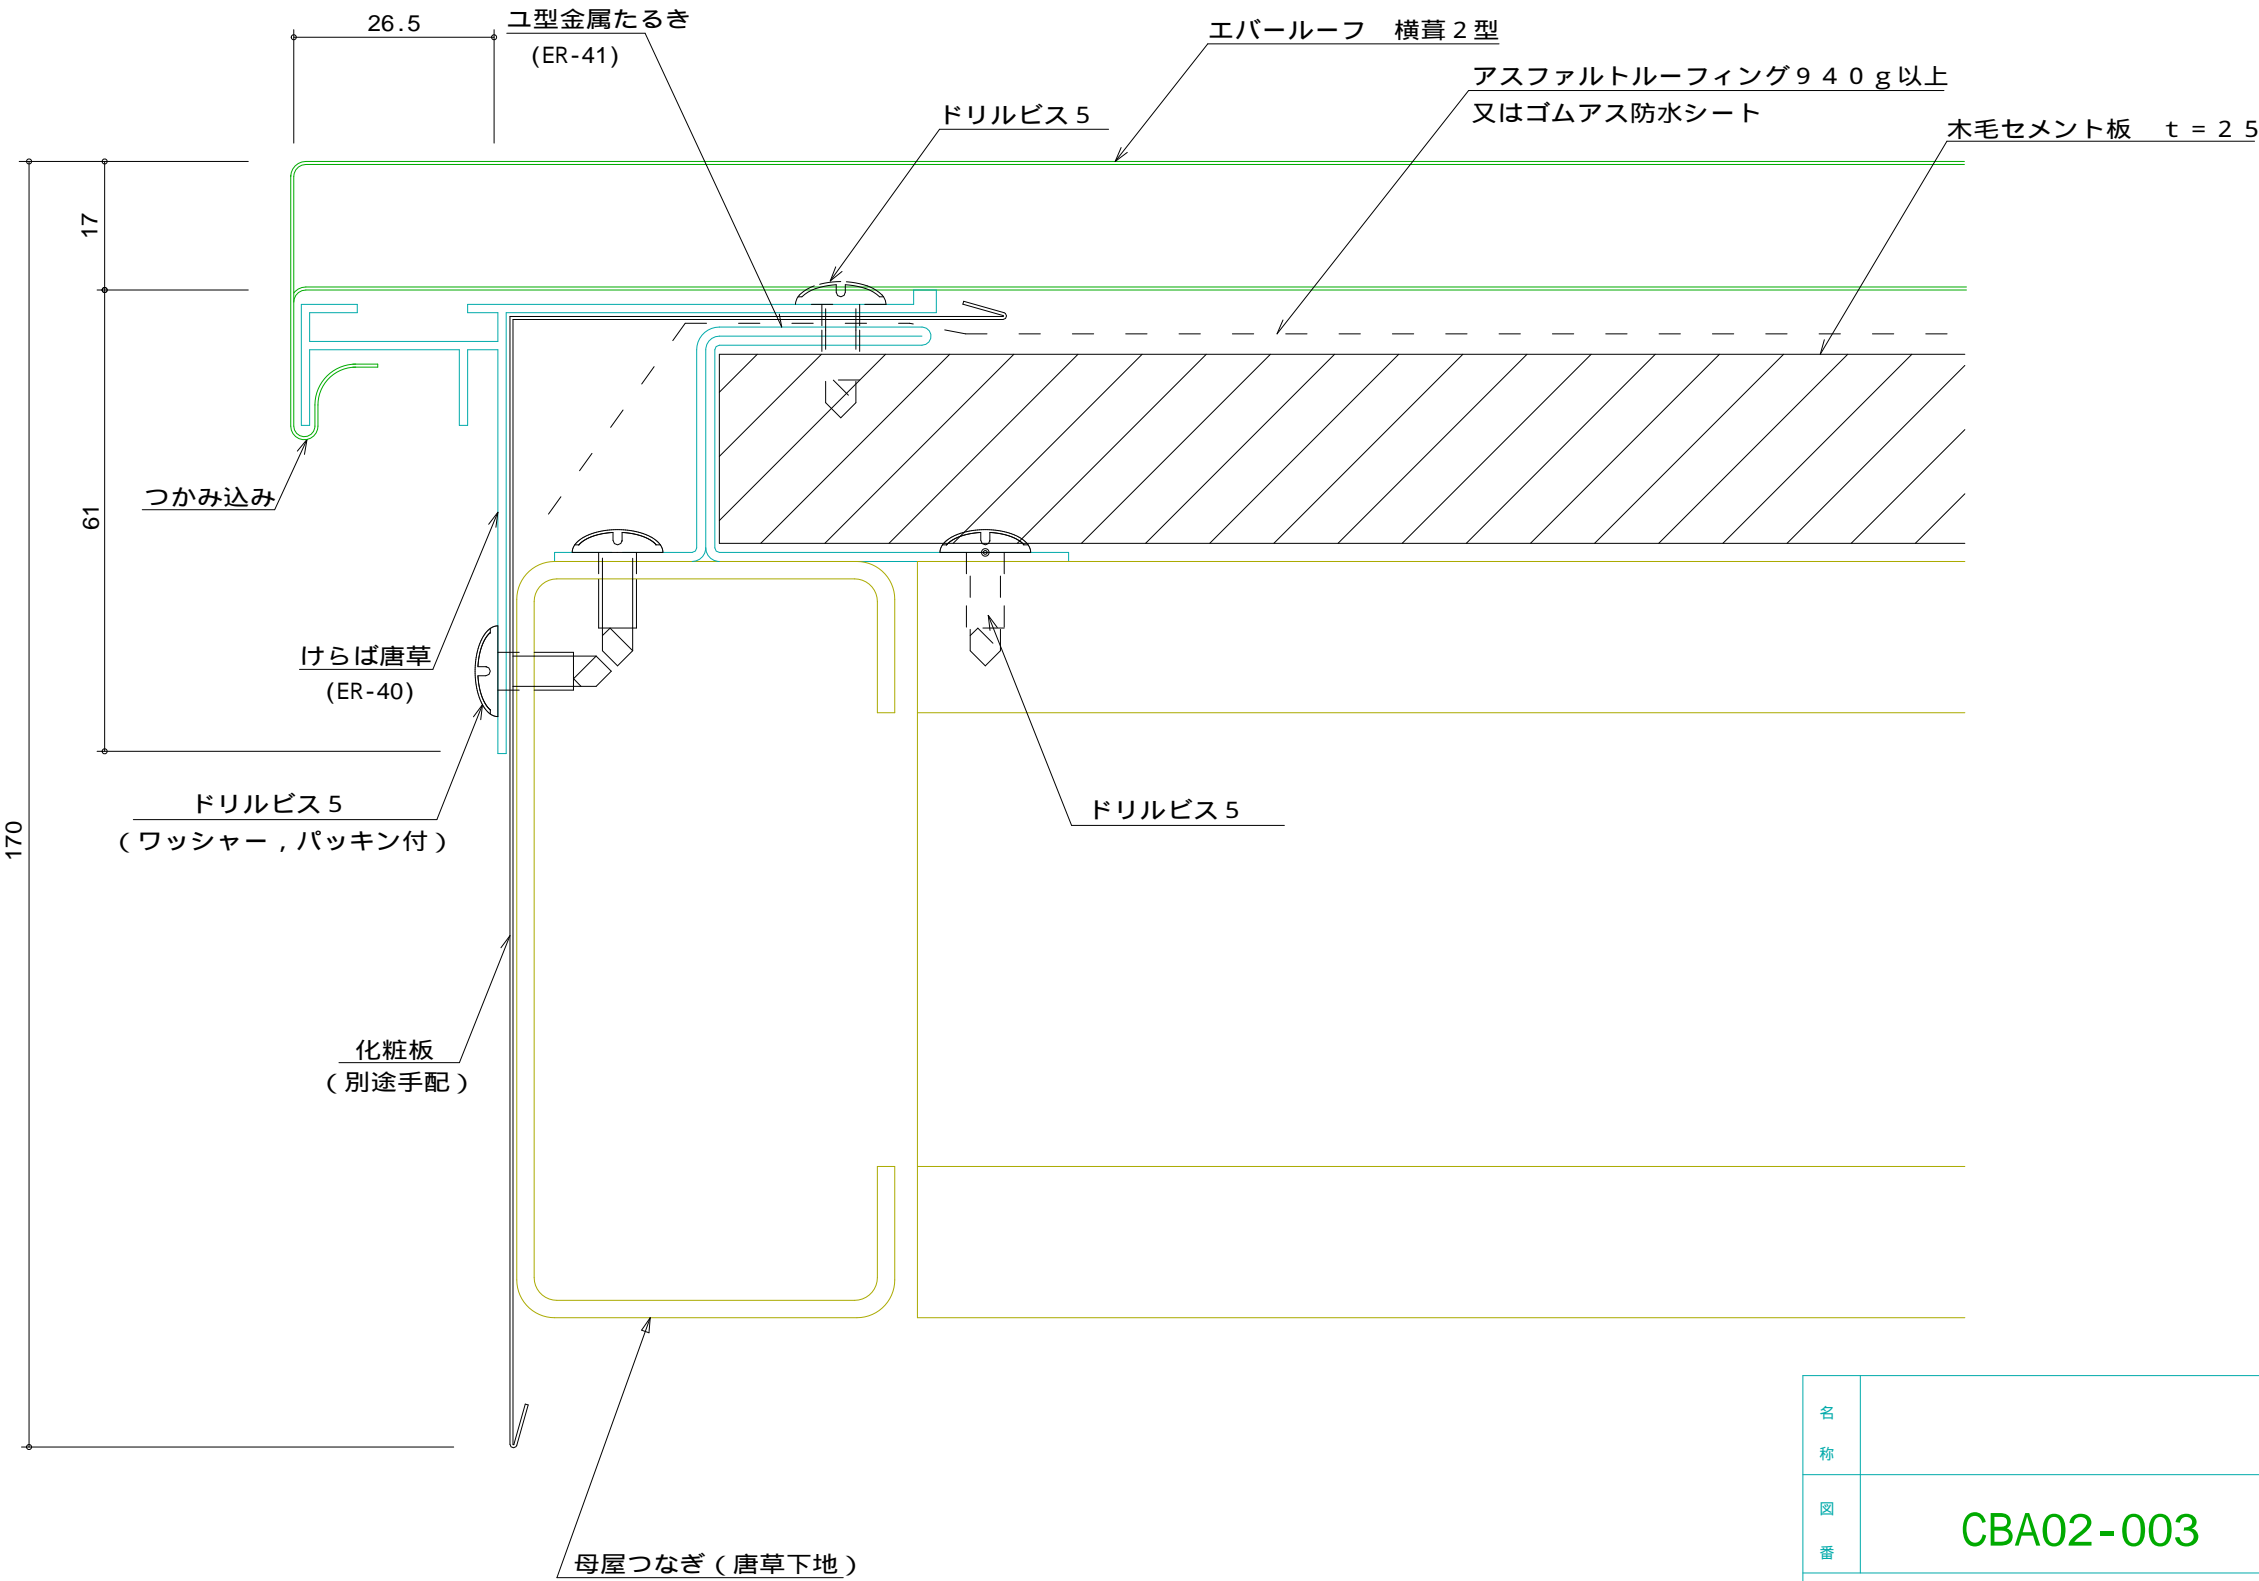 26.5
ユ型金属たるき
(ER-41)
エバールーフ　横葺２型
アスファルトルーフィング９４０ｇ以上
又はゴムアス防水シート
ドリルビス５
木毛セメント板　ｔ＝２５
17
61
170
つかみ込み
けらば唐草
(ER-40)
ドリルビス５
（ワッシャー，パッキン付）
ドリルビス５
化粧板
（別途手配）
母屋つなぎ（唐草下地）
名称
図番
CBA02-003